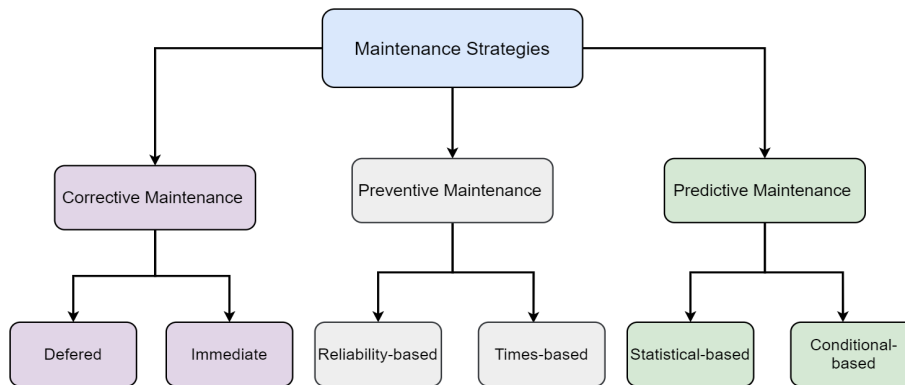 Maintenance Strategies
Corrective Maintenance
Preventive Maintenance
Predictive Maintenance
Defered
Immediate
Reliability-based
Times-based
Statistical-based
Conditional-
based